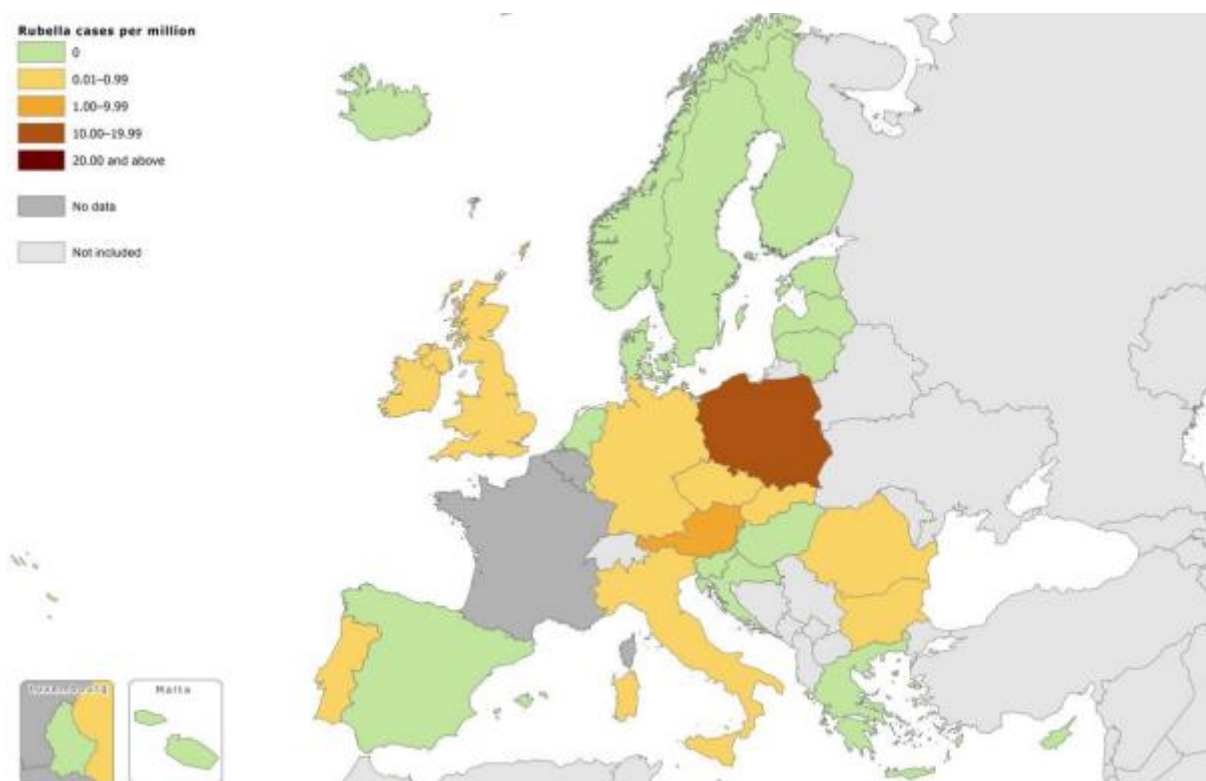 Rubella cases per million
0
0.01–0.99
1.00–9.99
10.00–19.99
20.00 and above
No data
Not included
Luxembourg
Malta